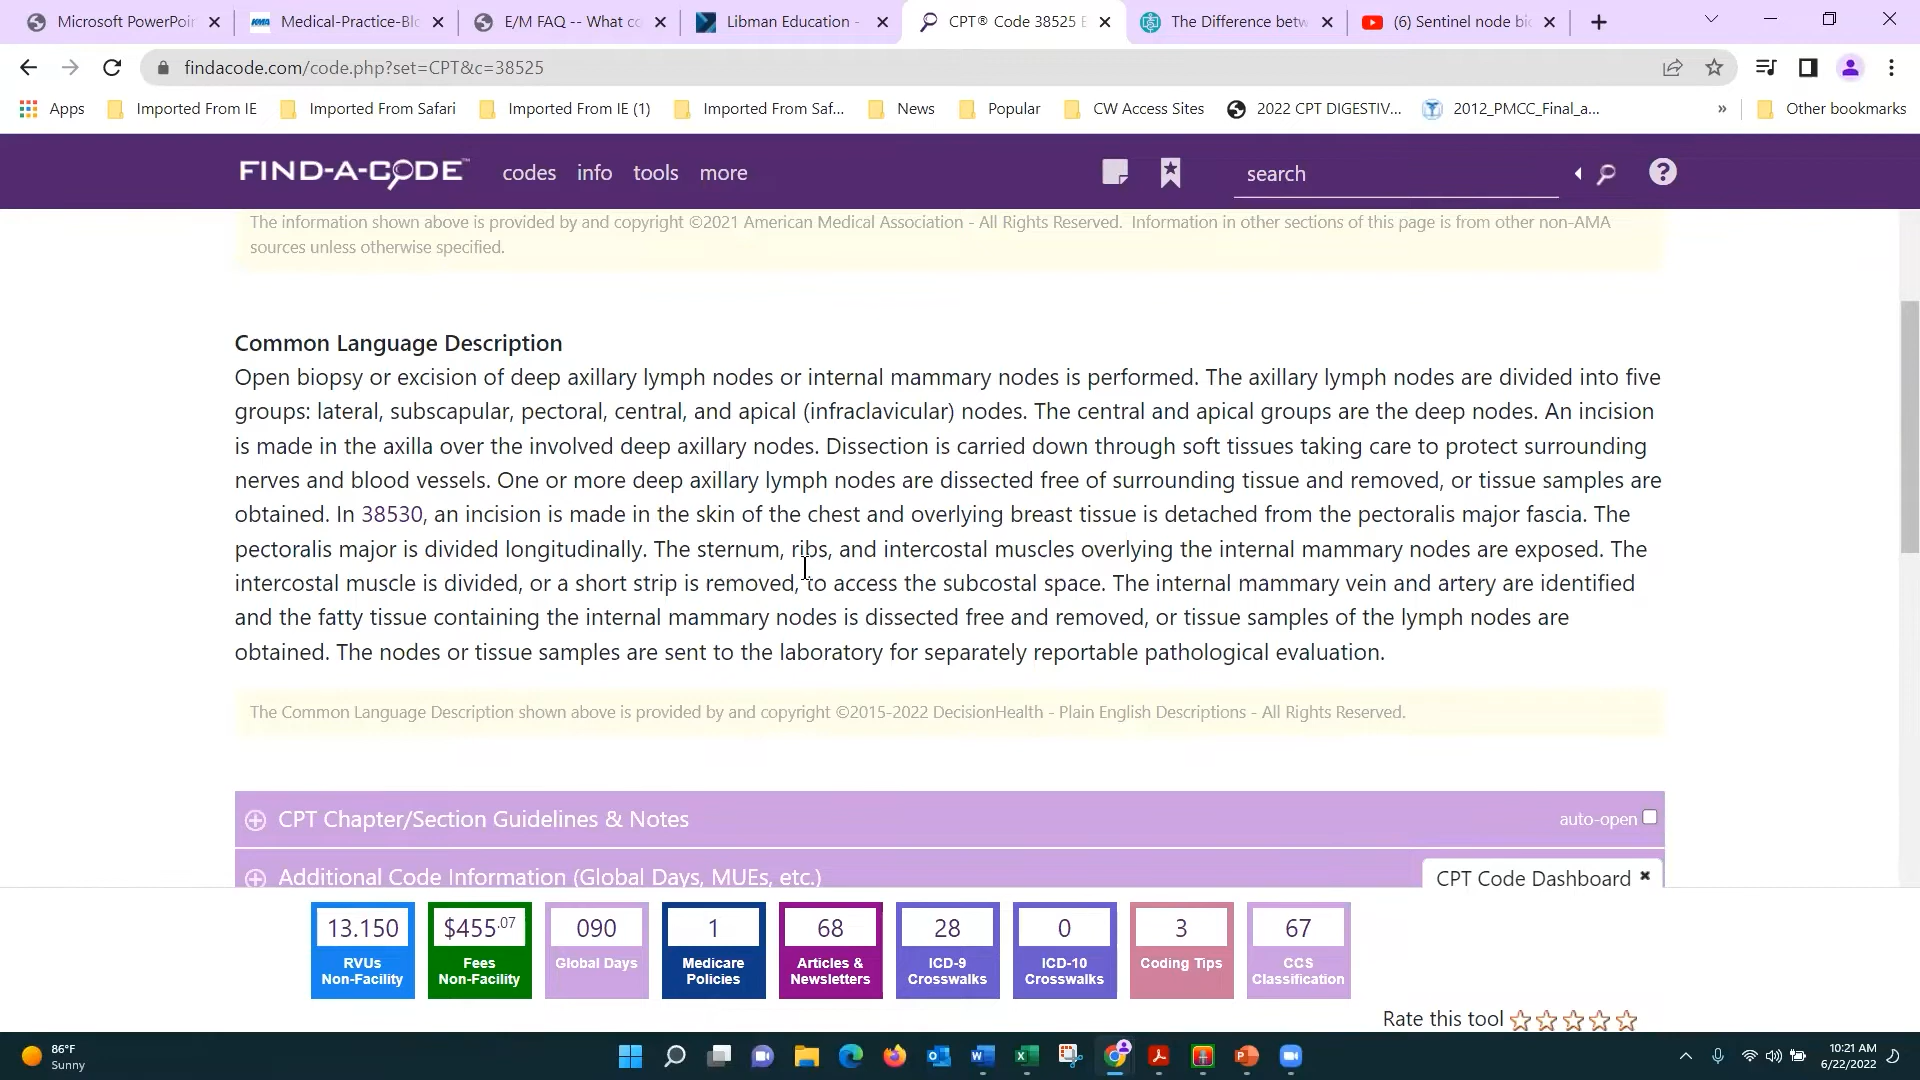 Microsoft PowerPoin
Medical-Practice-Blo
E/M FAQ -- What co
Libman Education -
CPT® Code 38525 E
The Difference betw
(6) Sentinel node bio
findacode.com/code.php?set=CPT&c=38525
Apps
Imported From IE
Imported From Safari
Imported From IE (1)
Imported From Saf...
News
Popular
CW Access Sites
2022 CPT DIGESTIV...
2012_PMCC_Final_a...
»
Other bookmarks
FIND-A-CODE™
codes
info
tools
more
search
The information shown above is provided by and copyright ©2021 American Medical Association - All Rights Reserved. Information in other sections of this page is from other non-AMA
sources unless otherwise specified.
Common Language Description
Open biopsy or excision of deep axillary lymph nodes or internal mammary nodes is performed. The axillary lymph nodes are divided into five
groups: lateral, subscapular, pectoral, central, and apical (infraclavicular) nodes. The central and apical groups are the deep nodes. An incision
is made in the axilla over the involved deep axillary nodes. Dissection is carried down through soft tissues taking care to protect surrounding
nerves and blood vessels. One or more deep axillary lymph nodes are dissected free of surrounding tissue and removed, or tissue samples are
obtained. In 38530, an incision is made in the skin of the chest and overlying breast tissue is detached from the pectoralis major fascia. The
pectoralis major is divided longitudinally. The sternum, ribs, and intercostal muscles overlying the internal mammary nodes are exposed. The
intercostal muscle is divided, or a short strip is removed, to access the subcostal space. The internal mammary vein and artery are identified
and the fatty tissue containing the internal mammary nodes is dissected free and removed, or tissue samples of the lymph nodes are
obtained. The nodes or tissue samples are sent to the laboratory for separately reportable pathological evaluation.
The Common Language Description shown above is provided by and copyright ©2015-2022 DecisionHealth - Plain English Descriptions - All Rights Reserved.
CPT Chapter/Section Guidelines & Notes
auto-open
Additional Code Information (Global Days, MUEs, etc.)
CPT Code Dashboard
13.150
RVUs
Non-Facility
$455.07
Fees
Non-Facility
090
Global Days
1
Medicare
Policies
68
Articles &
Newsletters
28
ICD-9
Crosswalks
0
ICD-10
Crosswalks
3
Coding Tips
67
CCS
Classification
Rate this tool
86°F
Sunny
10:21 AM
6/22/2022